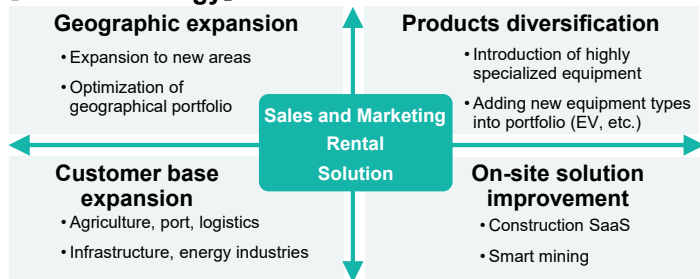 Geographic expansion
• Expansion to new areas
• Optimization of
geographical portfolio
Products diversification
• Introduction of highly
specialized equipment
• Adding new equipment types
into portfolio (EV, etc.)
Sales and Marketing
Rental
Solution
Customer base
expansion
• Agriculture, port, logistics
• Infrastructure, energy industries
On-site solution
improvement
• Construction SaaS
• Smart mining